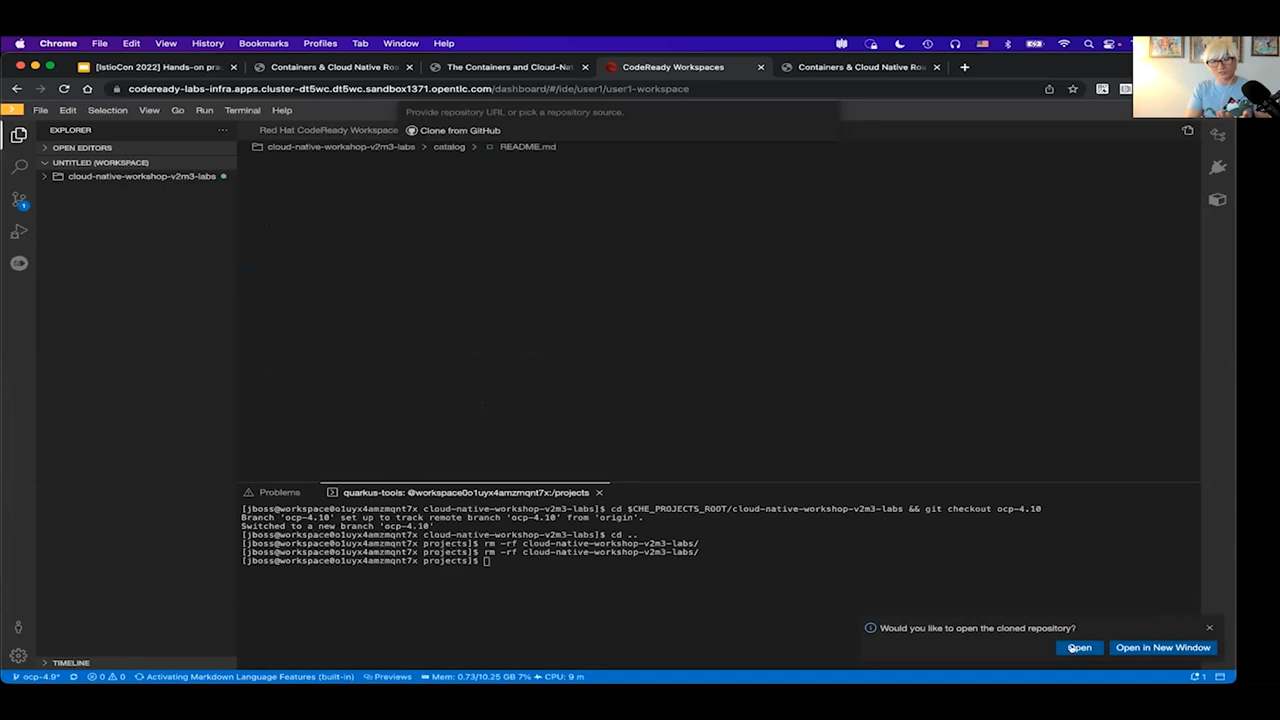 Chrome File Edit View History Bookmarks Profiles Tab Window Help
[IstioCon 2022] Hands-on pra
Containers & Cloud Native Roa
The Containers and Cloud-Nat
CodeReady Workspaces
Containers & Cloud Native Roa
codeready-labs-infra.apps.cluster-dt5wc.dt5wc.sandbox1371.opentlc.com/dashboard/#/ide/user1/user1-workspace
File Edit Selection View Go Run Terminal Help
Provide repository URL or pick a repository source.
EXPLORER
Red Hat CodeReady Workspace
Clone from GitHub
OPEN EDITORS
cloud-native-workshop-v2m3-labs > catalog > README.md
UNTITLED (WORKSPACE)
cloud-native-workshop-v2m3-labs
1
Problems
quarkus-tools: @workspace0o1uyx4amzmqnt7x:/projects
[jboss@workspace0o1uyx4amzmqnt7x cloud-native-workshop-v2m3-labs]$ cd $CHE_PROJECTS_ROOT/cloud-native-workshop-v2m3-labs && git checkout ocp-4.10
Branch 'ocp-4.10' set up to track remote branch 'ocp-4.10' from 'origin'.
Switched to a new branch 'ocp-4.10'
[jboss@workspace0o1uyx4amzmqnt7x cloud-native-workshop-v2m3-labs]$ cd ..
[jboss@workspace0o1uyx4amzmqnt7x projects]$ rm -rf cloud-native-workshop-v2m3-labs/
[jboss@workspace0o1uyx4amzmqnt7x projects]$ rm -rf cloud-native-workshop-v2m3-labs/
[jboss@workspace0o1uyx4amzmqnt7x projects]$
Would you like to open the cloned repository?
Open
Open in New Window
TIMELINE
ocp-4.9* 0 0 Activating Markdown Language Features (built-in) Previews Mem: 0.73/10.25 GB 7% CPU: 9 m 1